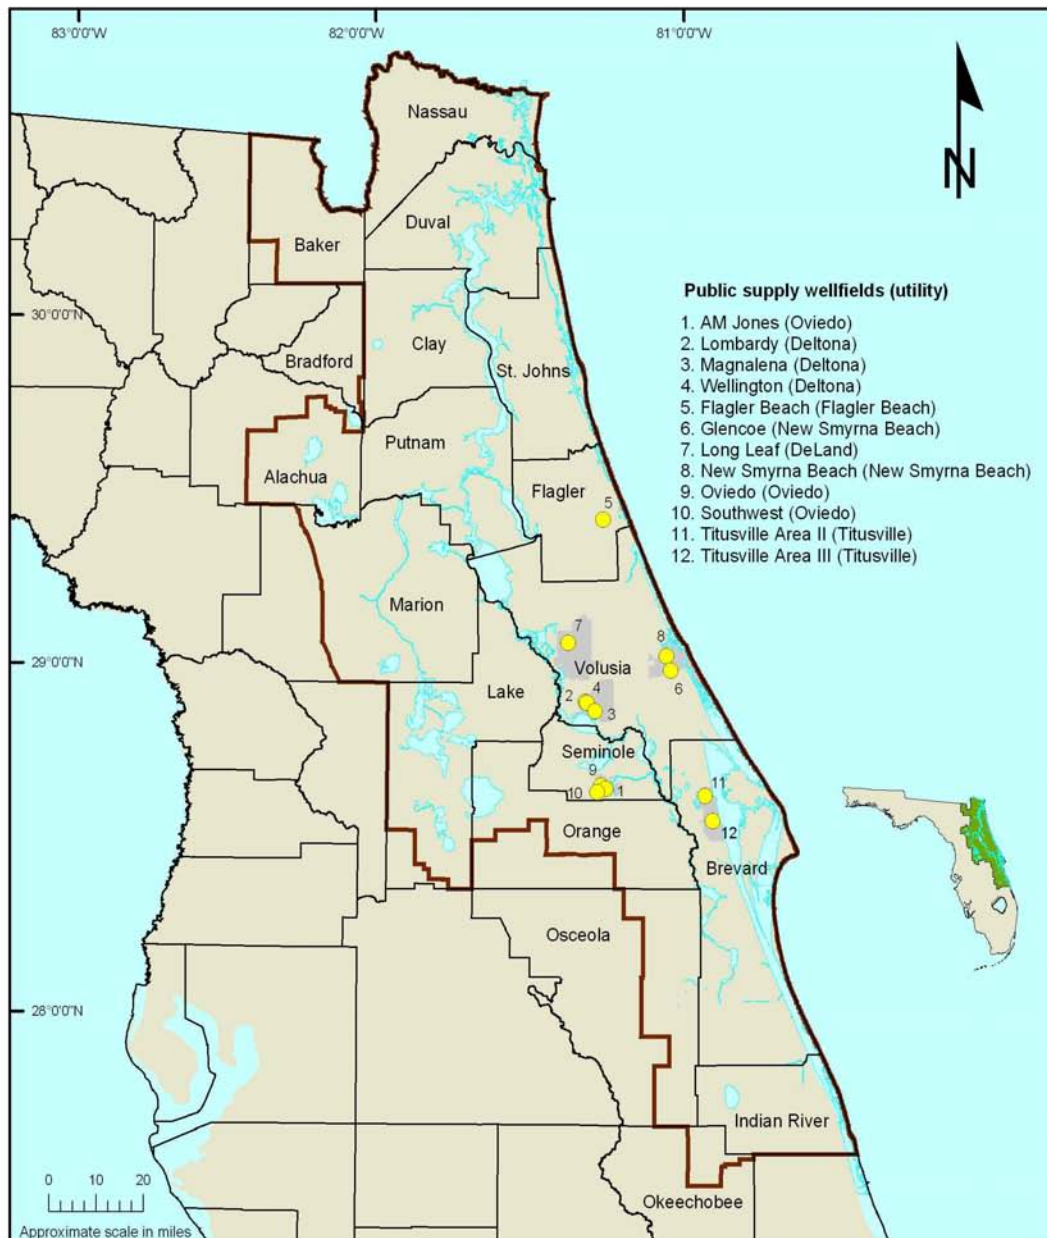 83°0'0"W 82°0'0"W 81°0'0"W
Nassau
Duval
Baker
Public supply wellfields (utility)
30°0'0"N
1. AM Jones (Oviedo)
2. Lombardy (Deltona)
3. Magnalena (Deltona)
4. Wellington (Deltona)
5. Flagler Beach (Flagler Beach)
6. Glencoe (New Smyrna Beach)
7. Long Leaf (DeLand)
8. New Smyrna Beach (New Smyrna Beach)
9. Oviedo (Oviedo)
10. Southwest (Oviedo)
11. Titusville Area II (Titusville)
12. Titusville Area III (Titusville)
N
Clay
Bradford
St. Johns
Putnam
Alachua
Flagler
5
Marion
7
8
29°0'0"N
Volusia
6
Lake
2
4
3
Seminole
9
10
1
11
12
Orange
Brevard
Osceola
28°0'0"N
Indian River
0 10 20
Approximate scale in miles
Okeechobee